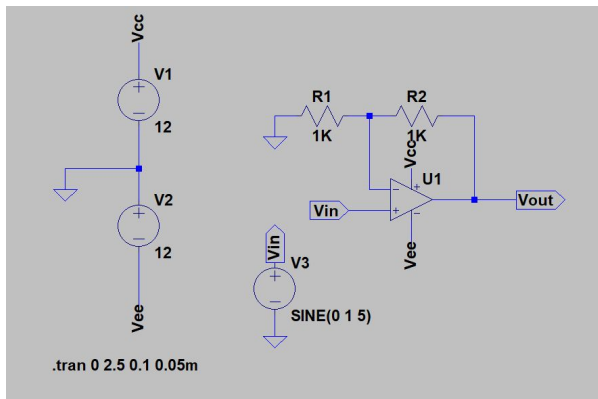 Vcc
V1
12
V2
12
Vee
.tran 0 2.5 0.1 0.05m
R1
1K
R2
1K
Vcc
U1
Vin
Vee
Vout
Vin
V3
SINE(0 1 5)